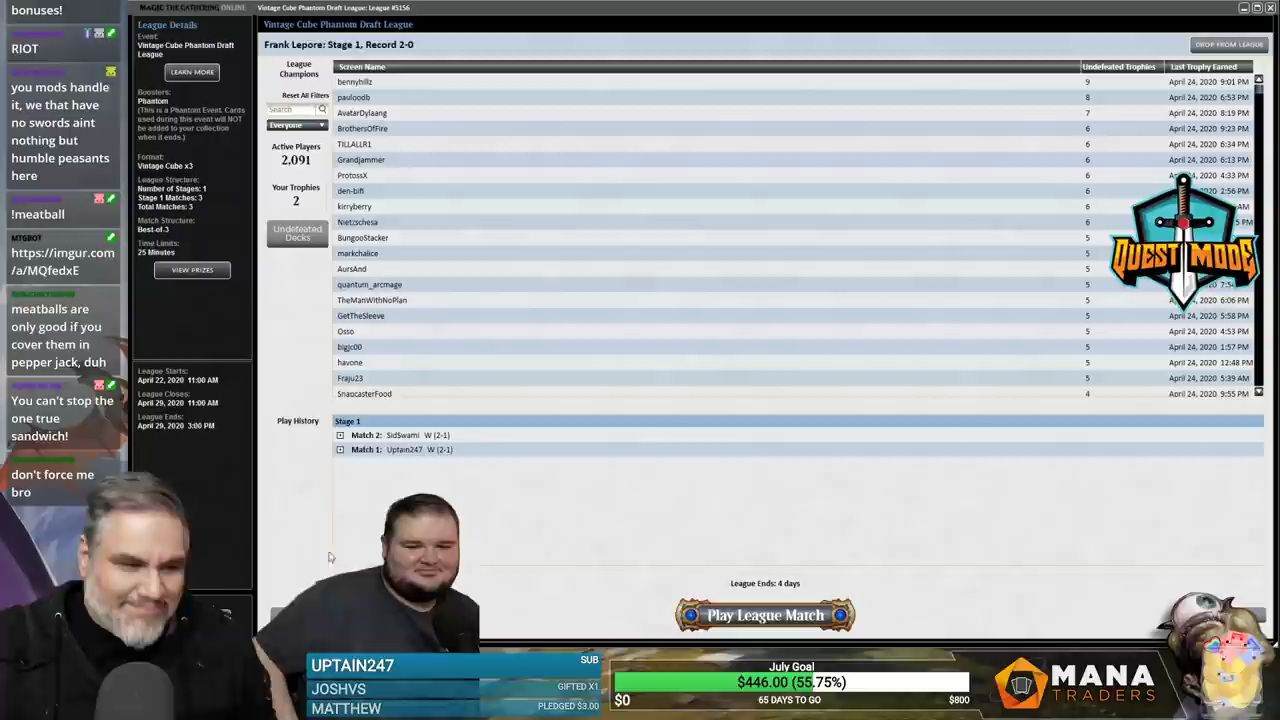 bonuses!
RIOT
you mods handle
it, we that have
no swords aint
nothing but
humble peasants
here
!meatball
MTGBOT
https://imgur.com
/a/MQfedxE
meatballs are
only good if you
cover them in
pepper jack, duh
You can't stop the
one true
sandwich!
don't force me
bro
MAGIC THE GATHERING ONLINE
Vintage Cube Phantom Draft League: League #5156
League Details
Event:
Vintage Cube Phantom Draft
League
LEARN MORE
Boosters:
Phantom
(This is a Phantom Event. Cards
used during this event will NOT
be added to your collection
when it ends.)
Format:
Vintage Cube x3
League Structure:
Number of Stages: 1
Stage 1 Matches: 3
Total Matches: 3
Match Structure:
Best-of-3
Time Limits:
25 Minutes
VIEW PRIZES
League Starts:
April 22, 2020 11:00 AM
League Closes:
April 29, 2020 11:00 AM
League Ends:
April 29, 2020 3:00 PM
Vintage Cube Phantom Draft League
Frank Lepore: Stage 1, Record 2-0
DROP FROM LEAGUE
League
Champions
Reset All Filters
Search
Everyone
Active Players
2,091
Your Trophies
2
Undefeated
Decks
Screen Name Undefeated Trophies Last Trophy Earned
bennyhillz 9 April 24, 2020 9:01 PM
pauloodb 8 April 24, 2020 6:53 PM
AvatarDylaang 7 April 24, 2020 8:19 PM
BrothersOfFire 6 April 24, 2020 9:23 PM
TILLALLR1 6 April 24, 2020 6:34 PM
Grandjammer 6 April 24, 2020 6:13 PM
ProtossX 6 April 24, 2020 4:33 PM
den-bifi 6 April 24, 2020 2:56 PM
kirryberry 6 AM
Nietzschesa 6 PM
BungooStacker 5
markchalice 5
AursAnd 5
quantum_arcmage 5 April 24, 2020
TheManWithNoPlan 5 April 24, 2020 6:06 PM
GetTheSleeve 5 April 24, 2020 5:58 PM
Osso 5 April 24, 2020 4:53 PM
bigjc00 5 April 24, 2020 1:57 PM
havone 5 April 24, 2020 12:48 PM
Fraju23 5 April 24, 2020 5:39 AM
SnapcasterFood 4 April 24, 2020 9:55 PM
QUEST MODE
Play History
Stage 1
Match 2: SidSwami W (2-1)
Match 1: Uptain247 W (2-1)
League Ends: 4 days
Play League Match
UPTAIN247 SUB
JOSHVS GIFTED X1
MATTHEW PLEDGED $3.00
July Goal
$446.00 (55.75%)
$0 65 DAYS TO GO $800
MANA
TRADERS